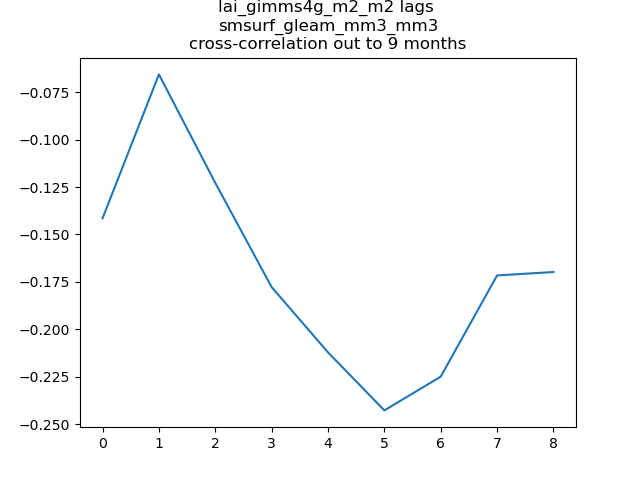 lai_gimms4g_m2_m2 lags
smsurf_gleam_mm3_mm3
cross-correlation out to 9 months
−0.075
−0.100
−0.125
−0.150
−0.175
−0.200
−0.225
−0.250
0 1 2 3 4 5 6 7 8